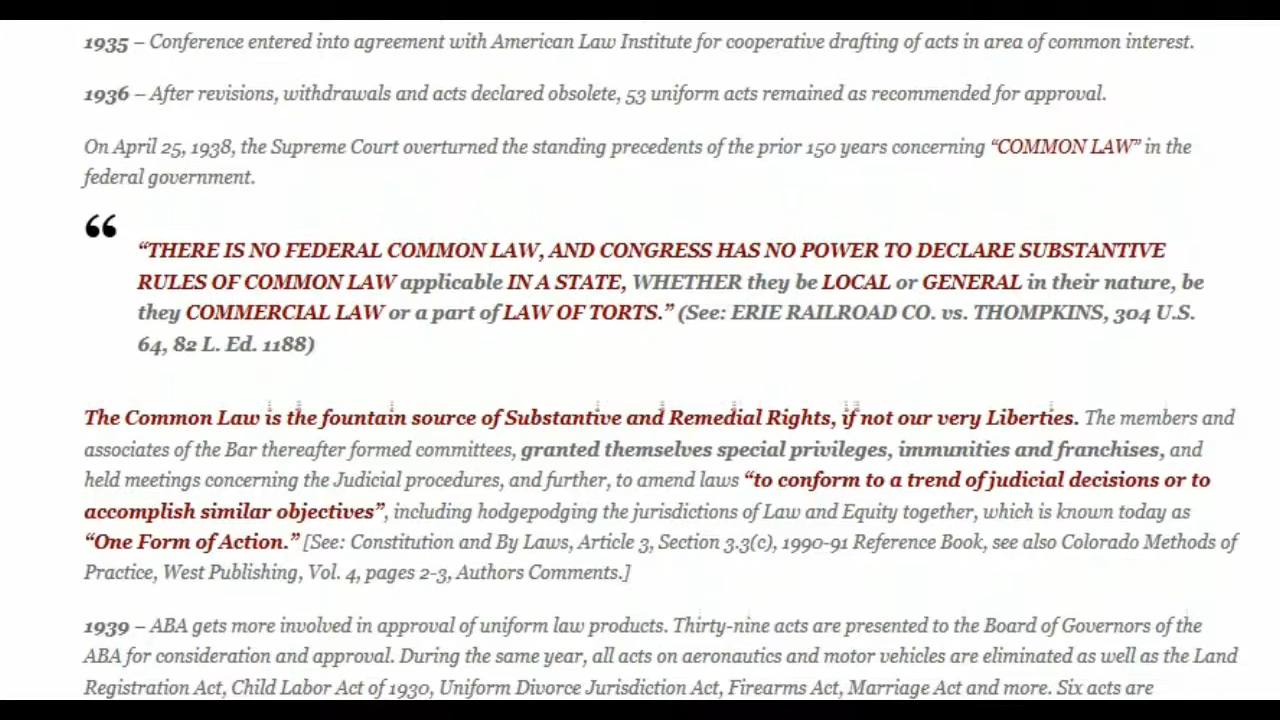 1935 – Conference entered into agreement with American Law Institute for cooperative drafting of acts in area of common interest.
1936 – After revisions, withdrawals and acts declared obsolete, 53 uniform acts remained as recommended for approval.
On April 25, 1938, the Supreme Court overturned the standing precedents of the prior 150 years concerning “COMMON LAW” in the
federal government.
“
“THERE IS NO FEDERAL COMMON LAW, AND CONGRESS HAS NO POWER TO DECLARE SUBSTANTIVE
RULES OF COMMON LAW applicable IN A STATE, WHETHER they be LOCAL or GENERAL in their nature, be
they COMMERCIAL LAW or a part of LAW OF TORTS.” (See: ERIE RAILROAD CO. vs. THOMPKINS, 304 U.S.
64, 82 L. Ed. 1188)
The Common Law is the fountain source of Substantive and Remedial Rights, if not our very Liberties. The members and
associates of the Bar thereafter formed committees, granted themselves special privileges, immunities and franchises, and
held meetings concerning the Judicial procedures, and further, to amend laws “to conform to a trend of judicial decisions or to
accomplish similar objectives”, including hodgepodging the jurisdictions of Law and Equity together, which is known today as
“One Form of Action.” [See: Constitution and By Laws, Article 3, Section 3.3(c), 1990-91 Reference Book, see also Colorado Methods of
Practice, West Publishing, Vol. 4, pages 2-3, Authors Comments.]
1939 – ABA gets more involved in approval of uniform law products. Thirty-nine acts are presented to the Board of Governors of the
ABA for consideration and approval. During the same year, all acts on aeronautics and motor vehicles are eliminated as well as the Land
Registration Act, Child Labor Act of 1930, Uniform Divorce Jurisdiction Act, Firearms Act, Marriage Act and more. Six acts are